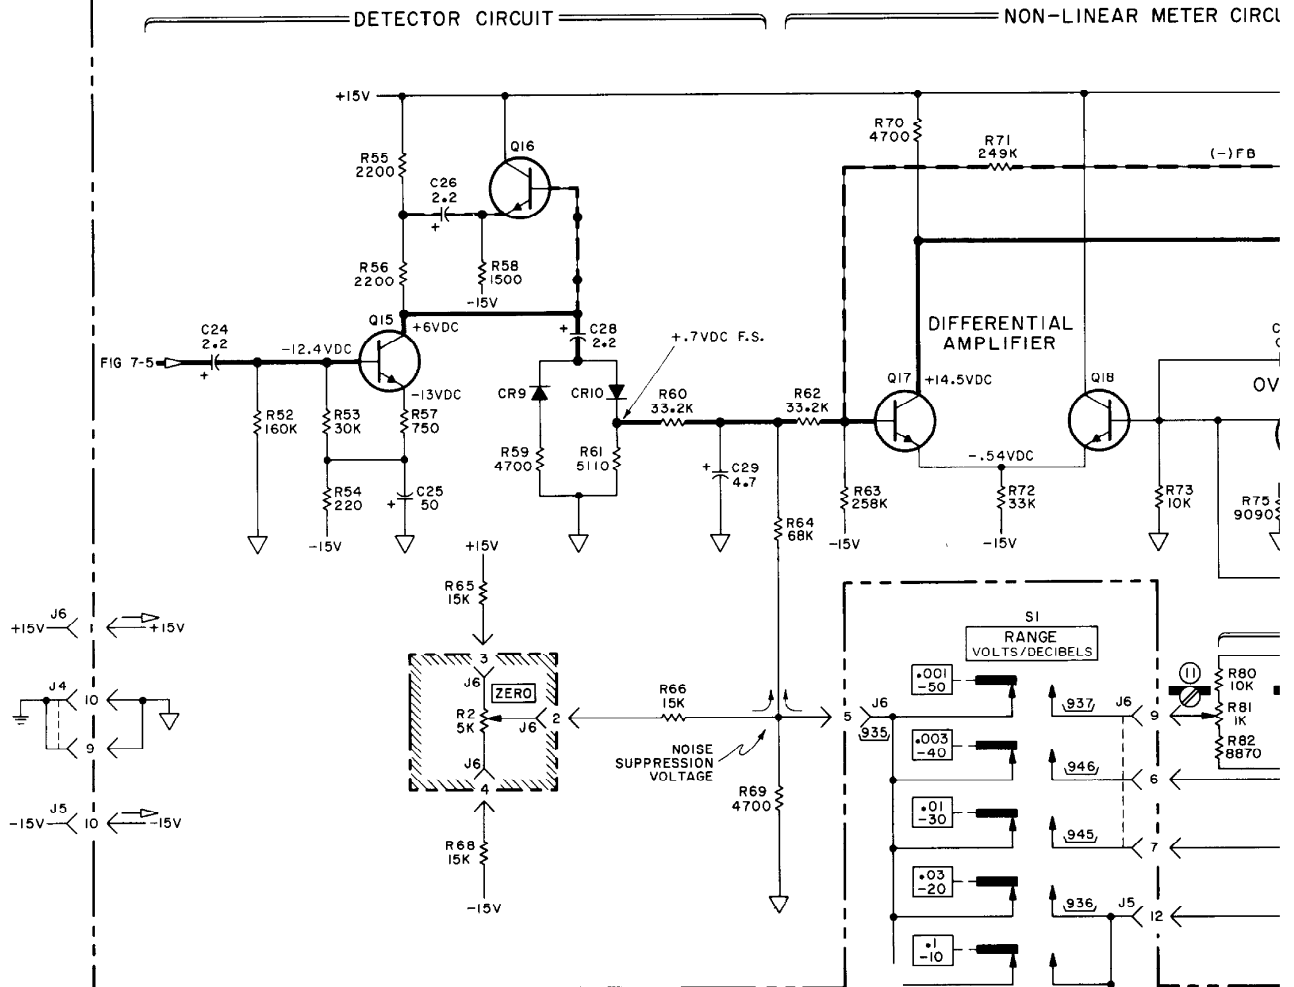 DETECTOR CIRCUIT
NON-LINEAR METER CIRCU
+15V
R55
2200
C26
2.2
+
Q16
R70
4700
R71
249K
(-)FB
R56
2200
R58
1500
-15V
Q15
+6VDC
C24
2.2
+
-12.4VDC
FIG 7-5
-13VDC
R52
160K
R53
30K
R57
750
R54
220
-15V
+
C25
50
+
C28
2.2
CR9
CR10
R59
4700
R61
5110
+.7VDC F.S.
R60
33.2K
R62
33.2K
+
C29
4.7
R64
68K
R63
258K
-15V
DIFFERENTIAL
AMPLIFIER
Q17
+14.5VDC
Q18
-.54VDC
R72
33K
-15V
R73
10K
C
OV
R75
9090
+15V
R65
15K
3
J6
ZERO
R2
5K
J6
2
J6
4
R68
15K
-15V
R66
15K
NOISE
SUPPRESSION
VOLTAGE
R69
4700
J6
+15V
1
+15V
J4
10
9
J5
-15V
10
-15V
5
J6
935
S1
RANGE
VOLTS/DECIBELS
.001
-50
937
J6
9
11
R80
10K
R81
1K
R82
8870
.003
-40
946
6
.01
-30
945
7
.03
-20
936
J5
12
.1
-10